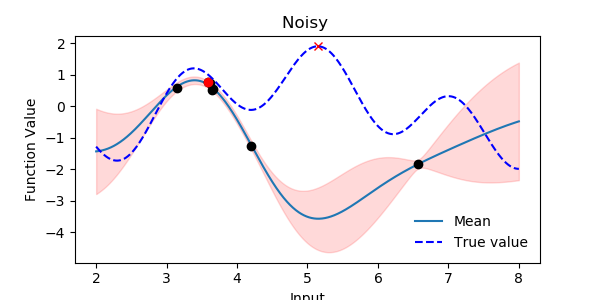 Noisy
Function Value
2
1
0
−1
−2
−3
−4
Mean
True value
2 3 4 5 6 7 8
Input